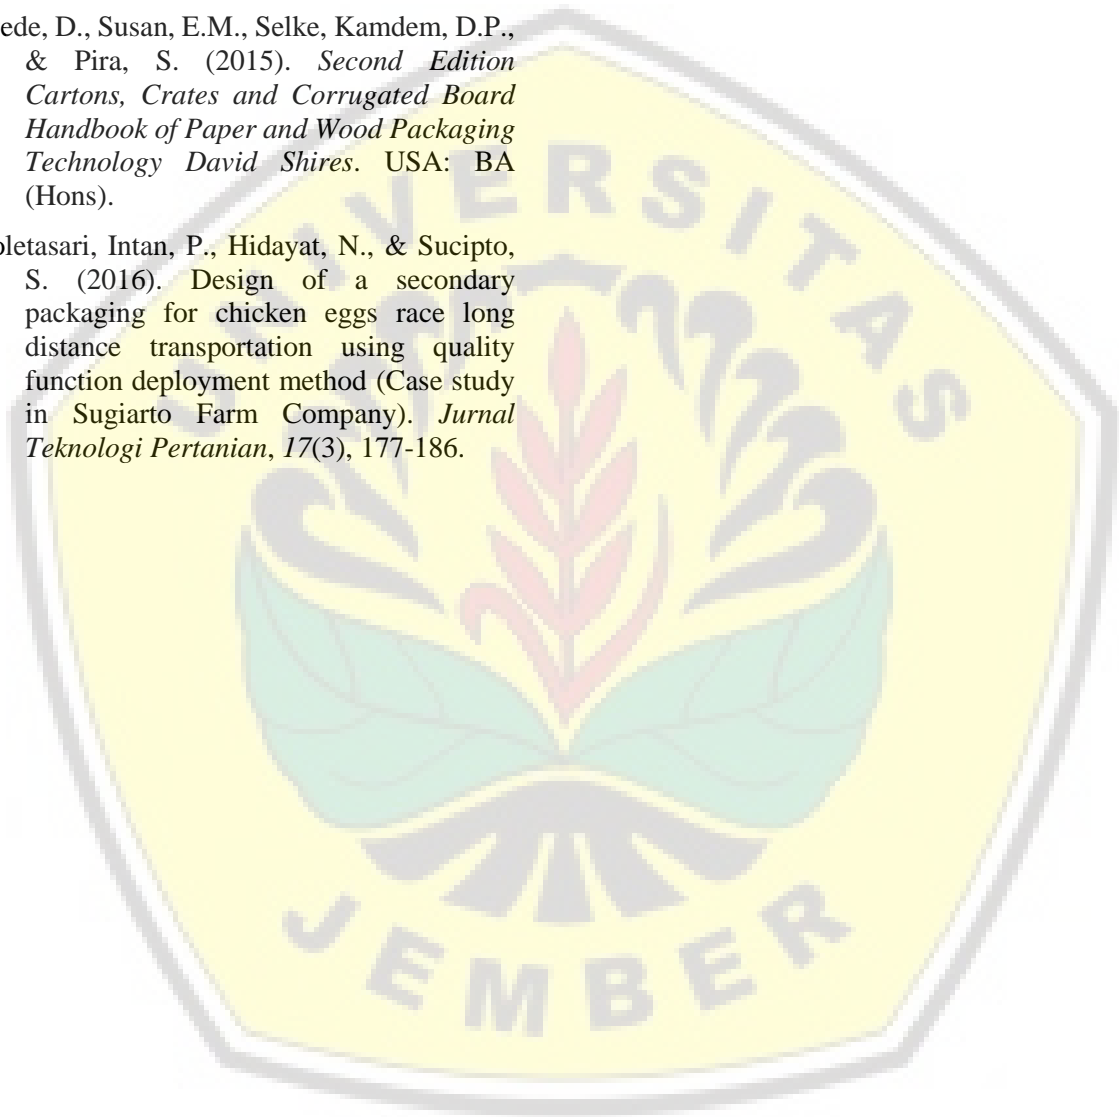 ede, D., Susan, E.M., Selke, Kamdem, D.P.,
& Pira, S. (2015). Second Edition
Cartons, Crates and Corrugated Board
Handbook of Paper and Wood Packaging
Technology David Shires. USA: BA
(Hons).
oletasari, Intan, P., Hidayat, N., & Sucipto,
S. (2016). Design of a secondary
packaging for chicken eggs race long
distance transportation using quality
function deployment method (Case study
in Sugiarto Farm Company). Jurnal
Teknologi Pertanian, 17(3), 177-186.
UNIVERSITAS
JEMBER